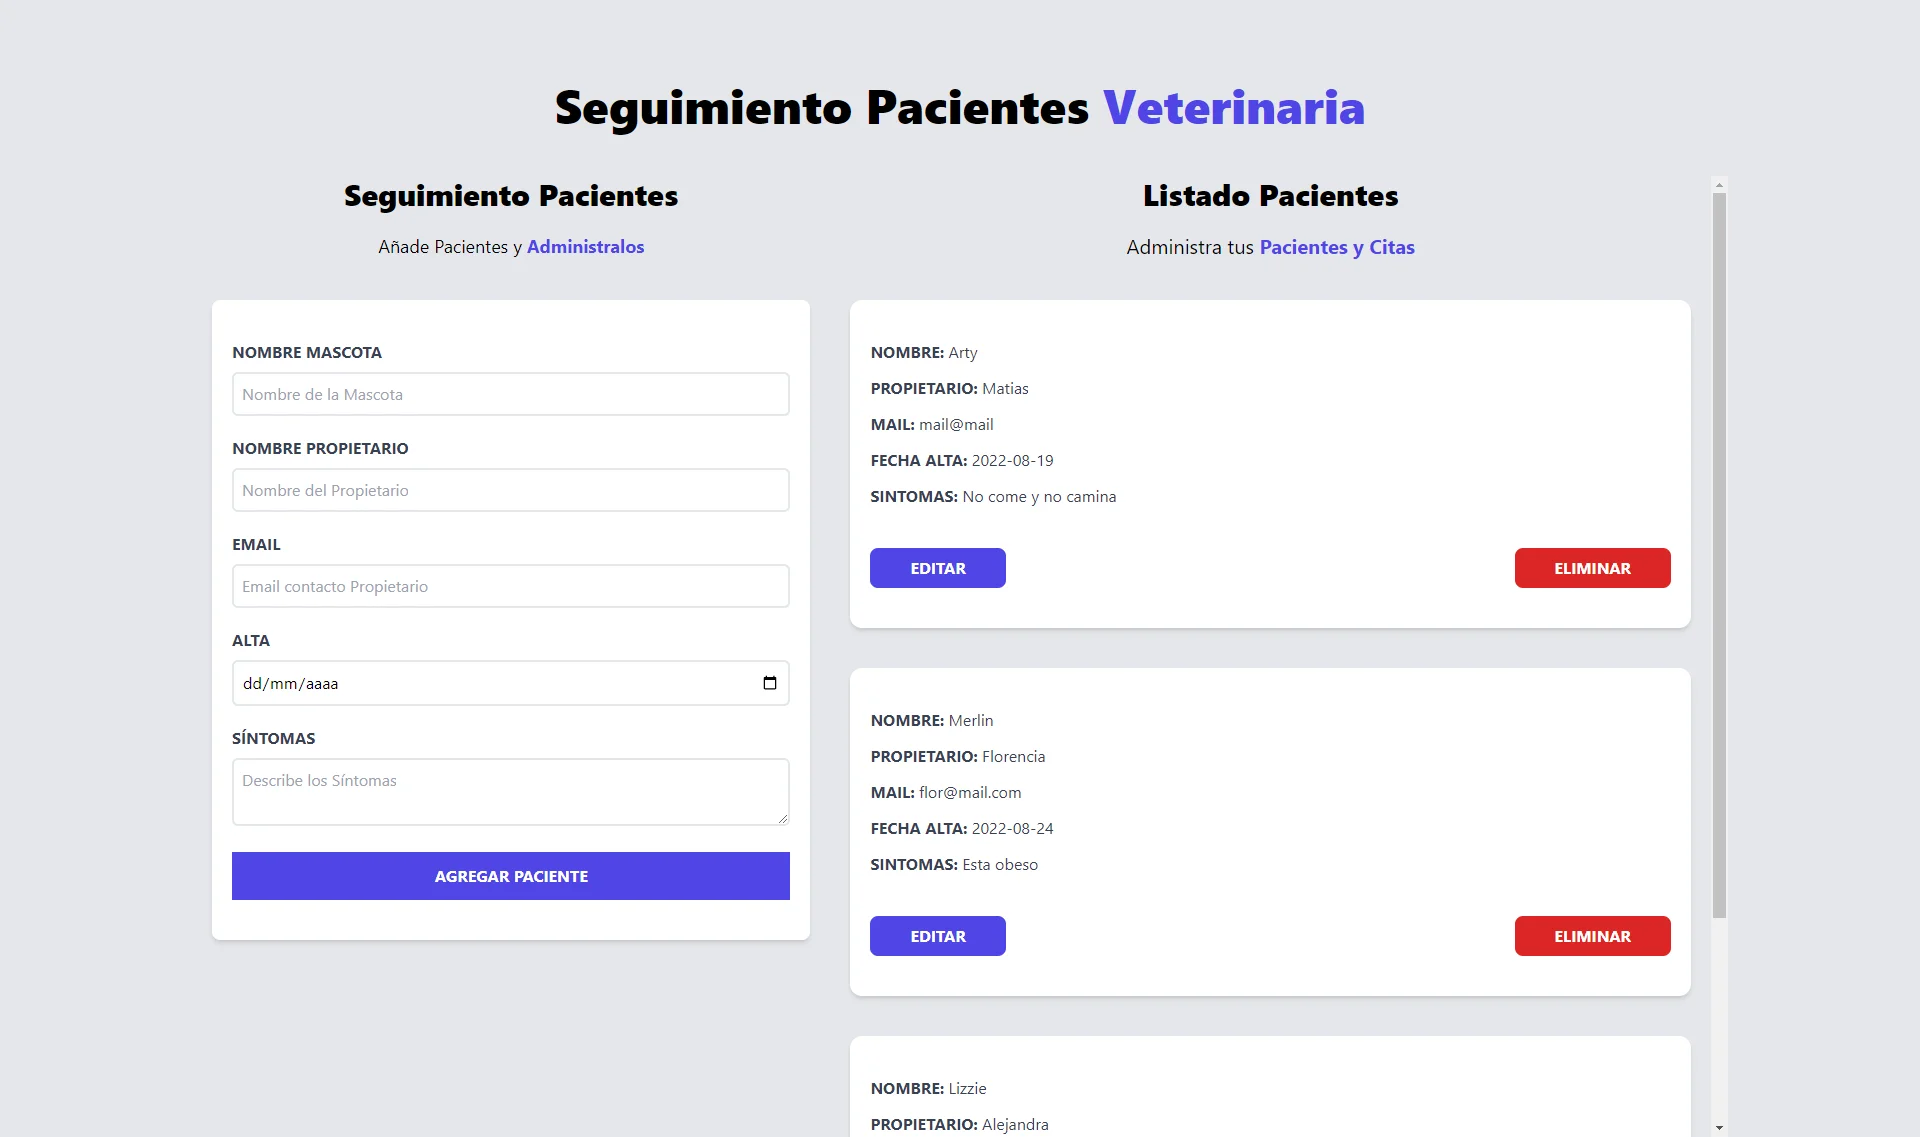 Seguimiento Pacientes Veterinaria
Seguimiento Pacientes
Añade Pacientes y Administralos
NOMBRE MASCOTA
Nombre de la Mascota
NOMBRE PROPIETARIO
Nombre del Propietario
EMAIL
Email contacto Propietario
ALTA
dd/mm/aaaa
SÍNTOMAS
Describe los Síntomas
AGREGAR PACIENTE
Listado Pacientes
Administra tus Pacientes y Citas
NOMBRE: Arty
PROPIETARIO: Matias
MAIL: mail@mail
FECHA ALTA: 2022-08-19
SINTOMAS: No come y no camina
EDITAR
ELIMINAR
NOMBRE: Merlin
PROPIETARIO: Florencia
MAIL: flor@mail.com
FECHA ALTA: 2022-08-24
SINTOMAS: Esta obeso
EDITAR
ELIMINAR
NOMBRE: Lizzie
PROPIETARIO: Alejandra